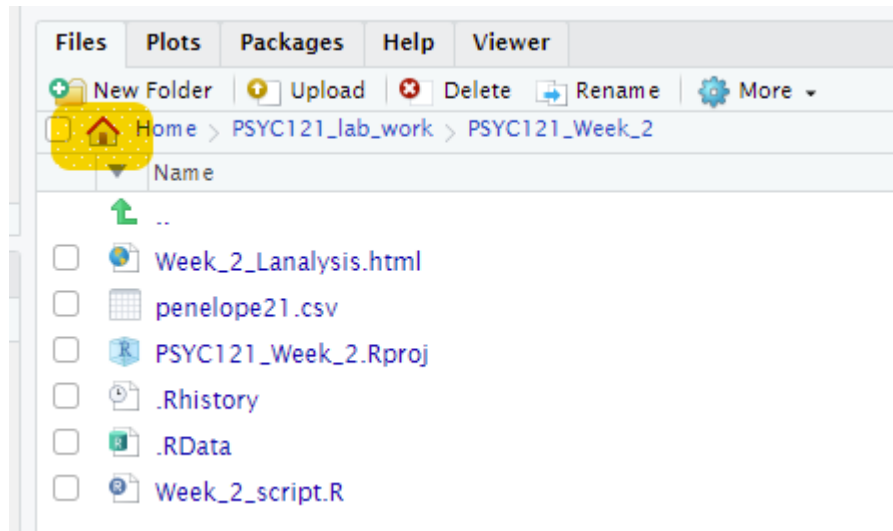 Files Plots Packages Help Viewer
New Folder Upload Delete Rename More
Home > PSYC121_lab_work > PSYC121_Week_2
Name
..
Week_2_Lanalysis.html
penelope21.csv
PSYC121_Week_2.Rproj
.Rhistory
.RData
Week_2_script.R